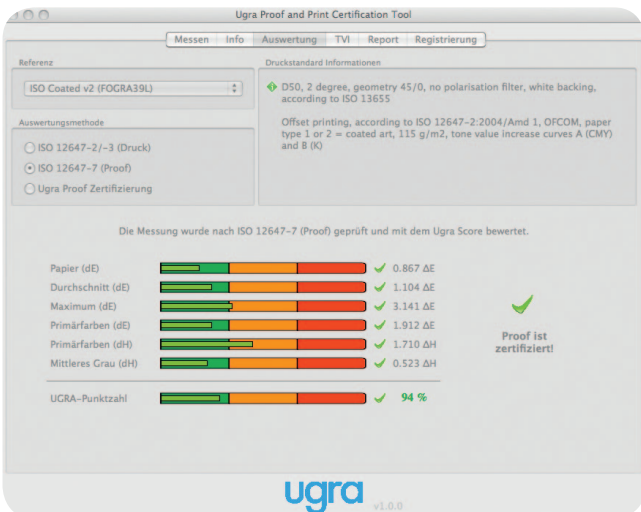 Ugra Proof and Print Certification Tool
Messen Info Auswertung TVI Report Registrierung
Referenz
ISO Coated v2 (FOGRA39L)
Auswertungsmethode
ISO 12647-2/-3 (Druck)
ISO 12647-7 (Proof)
Ugra Proof Zertifizierung
Druckstandard Informationen
D50, 2 degree, geometry 45/0, no polarisation filter, white backing,
according to ISO 13655
Offset printing, according to ISO 12647-2:2004/Amd 1, OFCOM, paper
type 1 or 2 = coated art, 115 g/m2, tone value increase curves A (CMY)
and B (K)
Die Messung wurde nach ISO 12647-7 (Proof) geprüft und mit dem Ugra Score bewertet.
Papier (dE) 0.867 ΔE
Durchschnitt (dE) 1.104 ΔE
Maximum (dE) 3.141 ΔE
Primärfarben (dE) 1.912 ΔE
Primärfarben (dH) 1.710 ΔH
Mittleres Grau (dH) 0.523 ΔH
UGRA-Punktzahl 94 %
Proof ist
zertifiziert!
ugra
v1.0.0